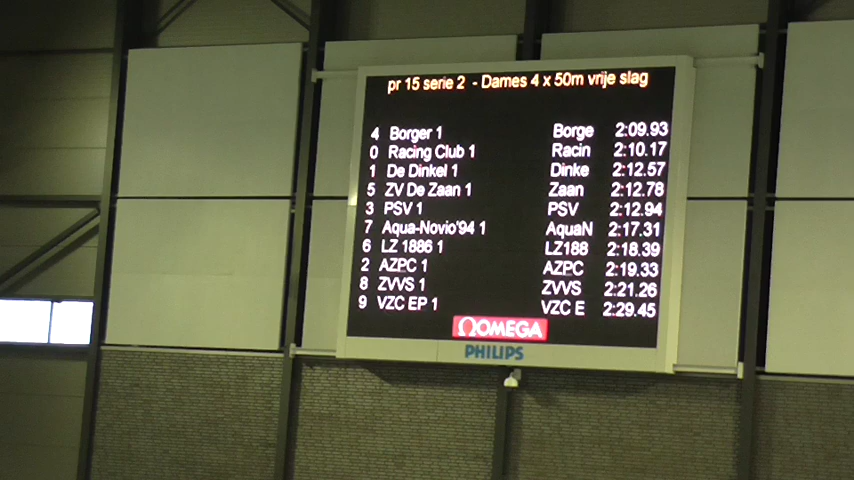 pr 15 serie 2 - Dames 4 x 50m vrije slag
4 Borger 1 Borge 2:09.93
0 Racing Club 1 Racin 2:10.17
1 De Dinkel 1 Dinke 2:12.57
5 ZV De Zaan 1 Zaan 2:12.78
3 PSV 1 PSV 2:12.94
7 Aqua-Novio'94 1 AquaN 2:17.31
6 LZ 1886 1 LZ188 2:18.39
2 AZPC 1 AZPC 2:19.33
8 ZVVS 1 ZVVS 2:21.26
9 VZC EP 1 VZC E 2:29.45
ΩOMEGA
PHILIPS